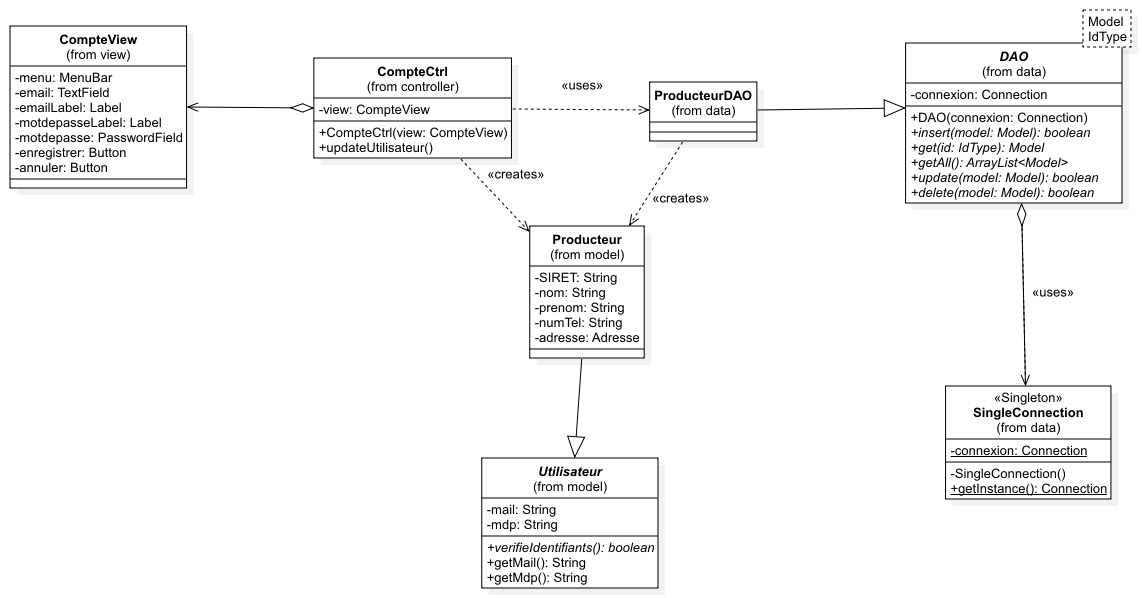 CompteView
(from view)
-menu: MenuBar
-email: TextField
-emailLabel: Label
-motdepasseLabel: Label
-motdepasse: PasswordField
-enregistrer: Button
-annuler: Button
CompteCtrl
(from controller)
-view: CompteView
+CompteCtrl(view: CompteView)
+updateUtilisateur()
«uses»
ProducteurDAO
(from data)
Model
IdType
DAO
(from data)
-connexion: Connection
+DAO(connexion: Connection)
+insert(model: Model): boolean
+get(id: IdType): Model
+getAll(): ArrayList<Model>
+update(model: Model): boolean
+delete(model: Model): boolean
«creates»
«creates»
Producteur
(from model)
-SIRET: String
-nom: String
-prenom: String
-numTel: String
-adresse: Adresse
«uses»
«Singleton»
SingleConnection
(from data)
-connexion: Connection
-SingleConnection()
+getInstance(): Connection
Utilisateur
(from model)
-mail: String
-mdp: String
+verifieIdentifiants(): boolean
+getMail(): String
+getMdp(): String